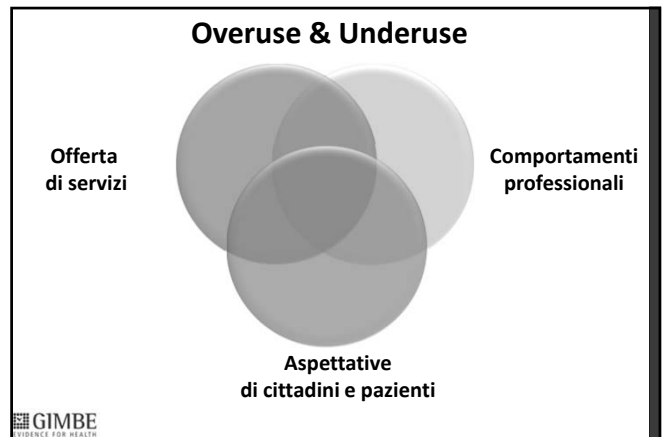 Overuse & Underuse
Offerta
di servizi
Comportamenti
professionali
Aspettative
di cittadini e pazienti
GIMBE
EVIDENCE FOR HEALTH